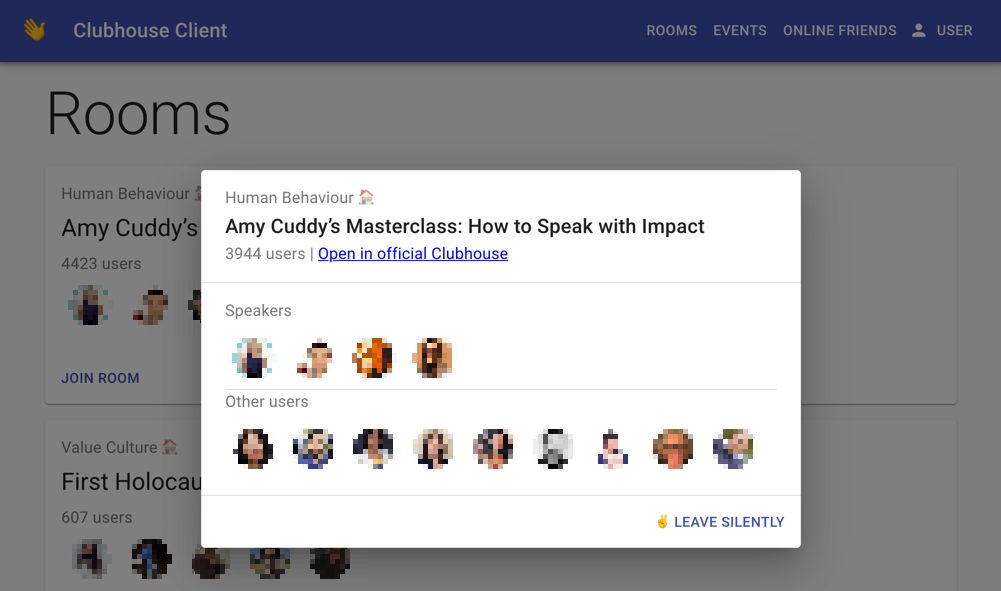 👋 Clubhouse Client ROOMS EVENTS ONLINE FRIENDS USER
Rooms
Human Behaviour
Amy Cuddy’s
4423 users
JOIN ROOM
Human Behaviour 🏠
Amy Cuddy’s Masterclass: How to Speak with Impact
3944 users | Open in official Clubhouse
Speakers
Other users
✌️ LEAVE SILENTLY
Value Culture 🏠
First Holocau
607 users